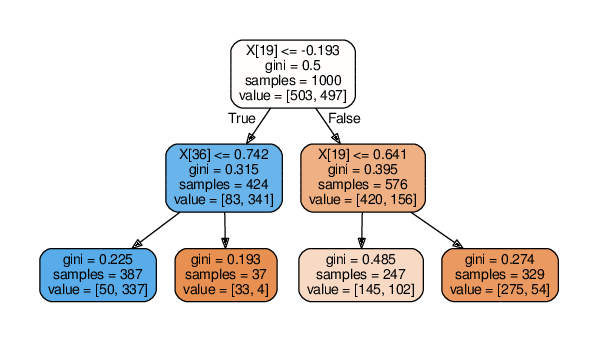 X[19] <= -0.193
gini = 0.5
samples = 1000
value = [503, 497]
True
False
X[36] <= 0.742
gini = 0.315
samples = 424
value = [83, 341]
X[19] <= 0.641
gini = 0.395
samples = 576
value = [420, 156]
gini = 0.225
samples = 387
value = [50, 337]
gini = 0.193
samples = 37
value = [33, 4]
gini = 0.485
samples = 247
value = [145, 102]
gini = 0.274
samples = 329
value = [275, 54]